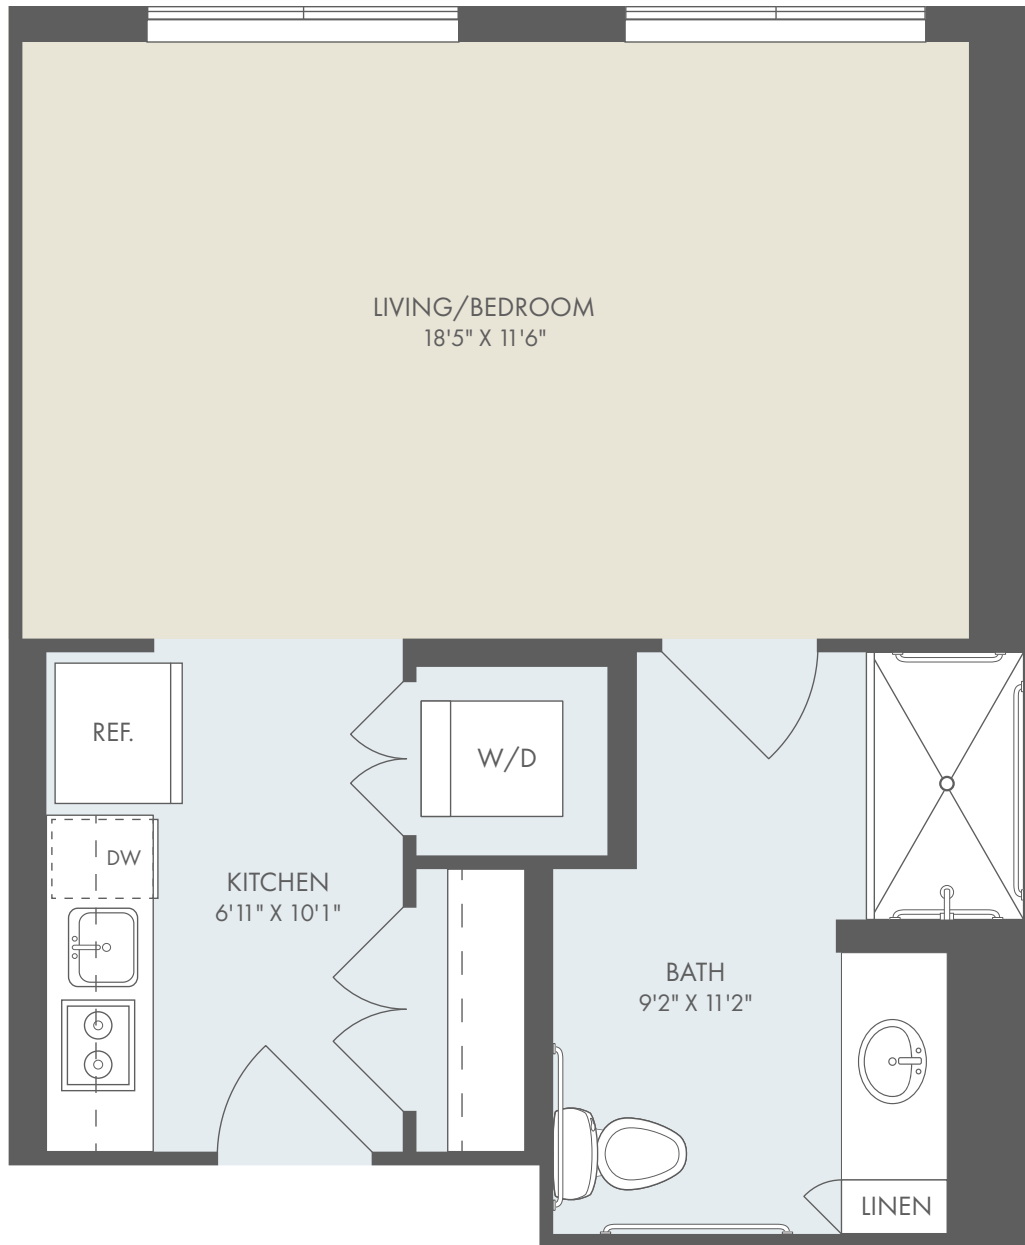 LIVING/BEDROOM
18'5" X 11'6"
REF.
W/D
DW
KITCHEN
6'11" X 10'1"
BATH
9'2" X 11'2"
LINEN